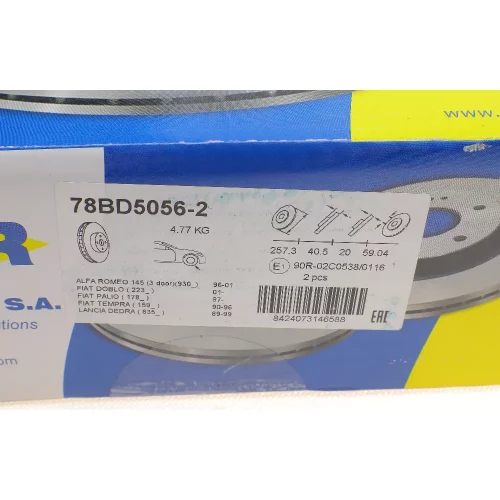 www.
R
S.A.
utions
.com
78BD5056-2
4.77 KG
257.3 40.5 20 59.04
E1 90R-02C0538/0116
2 pcs
ALFA ROMEO 145 (3 door)(930_) 96-01
FIAT DOBLO ( 223_ ) 01-
FIAT PALIO ( 178_ ) 97-
FIAT TEMPRA ( 159_ ) 90-96
LANCIA DEDRA ( 835_ ) 89-99
8424073146588
EAC